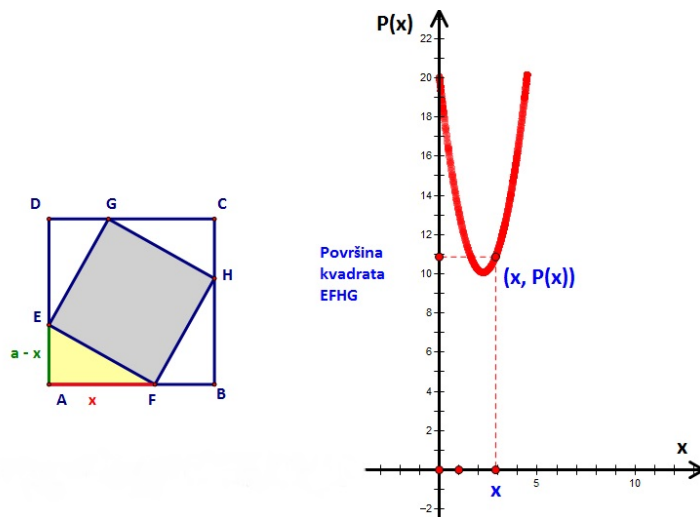 D
G
C
H
E
a - x
A
x
F
B
Površina
kvadrata
EFHG
P(x)
22
20
18
16
14
12
10
8
6
4
2
−2
(x, P(x))
x
5
10
x